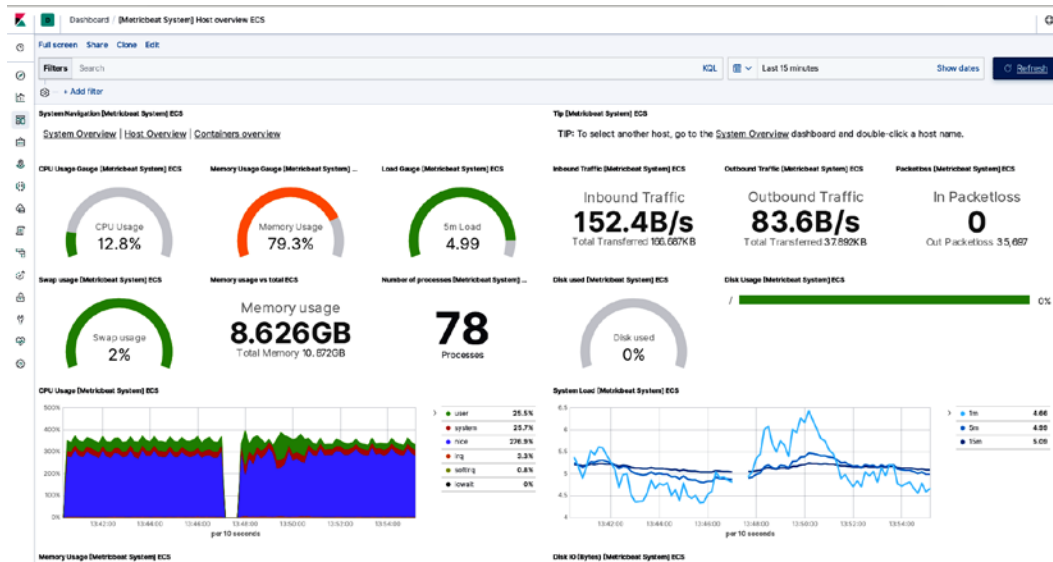 Dashboard / [Metricbeat System] Host overview ECS
Full screen Share Clone Edit
Filters Search KQL Last 15 minutes Show dates Refresh
+ Add filter
System Navigation [Metricbeat System] ECS
System Overview | Host Overview | Containers overview
Tip [Metricbeat System] ECS
TIP: To select another host, go to the System Overview dashboard and double-click a host name.
CPU Usage Gauge [Metricbeat System] ECS
CPU Usage
12.8%
Memory Usage Gauge [Metricbeat System] ...
Memory Usage
79.3%
Load Gauge [Metricbeat System] ECS
5m Load
4.99
Inbound Traffic [Metricbeat System] ECS
Inbound Traffic
152.4B/s
Total Transferred 166.687KB
Outbound Traffic [Metricbeat System] ECS
Outbound Traffic
83.6B/s
Total Transferred 37.892KB
Packetloss [Metricbeat System] ECS
In Packetloss
0
Out Packetloss 35,697
Swap usage [Metricbeat System] ECS
Swap usage
2%
Memory usage vs total ECS
Memory usage
8.626GB
Total Memory 10.872GB
Number of processes [Metricbeat System] ...
78
Processes
Disk used [Metricbeat System] ECS
Disk used
0%
Disk Usage [Metricbeat System] ECS
/ 0%
CPU Usage [Metricbeat System] ECS
500%
400%
300%
200%
100%
0%
13:42:00 13:44:00 13:46:00 13:48:00 13:50:00 13:52:00 13:54:00
per 10 seconds
user 25.5%
system 25.7%
nice 276.9%
irq 3.3%
softirq 0.8%
iowait 0%
System Load [Metricbeat System] ECS
6.5
6
5.5
5
4.5
4
13:42:00 13:44:00 13:46:00 13:48:00 13:50:00 13:52:00 13:54:00
per 10 seconds
1m 4.66
5m 4.99
15m 5.09
Memory Usage [Metricbeat System] ECS
Disk IO (Bytes) [Metricbeat System] ECS